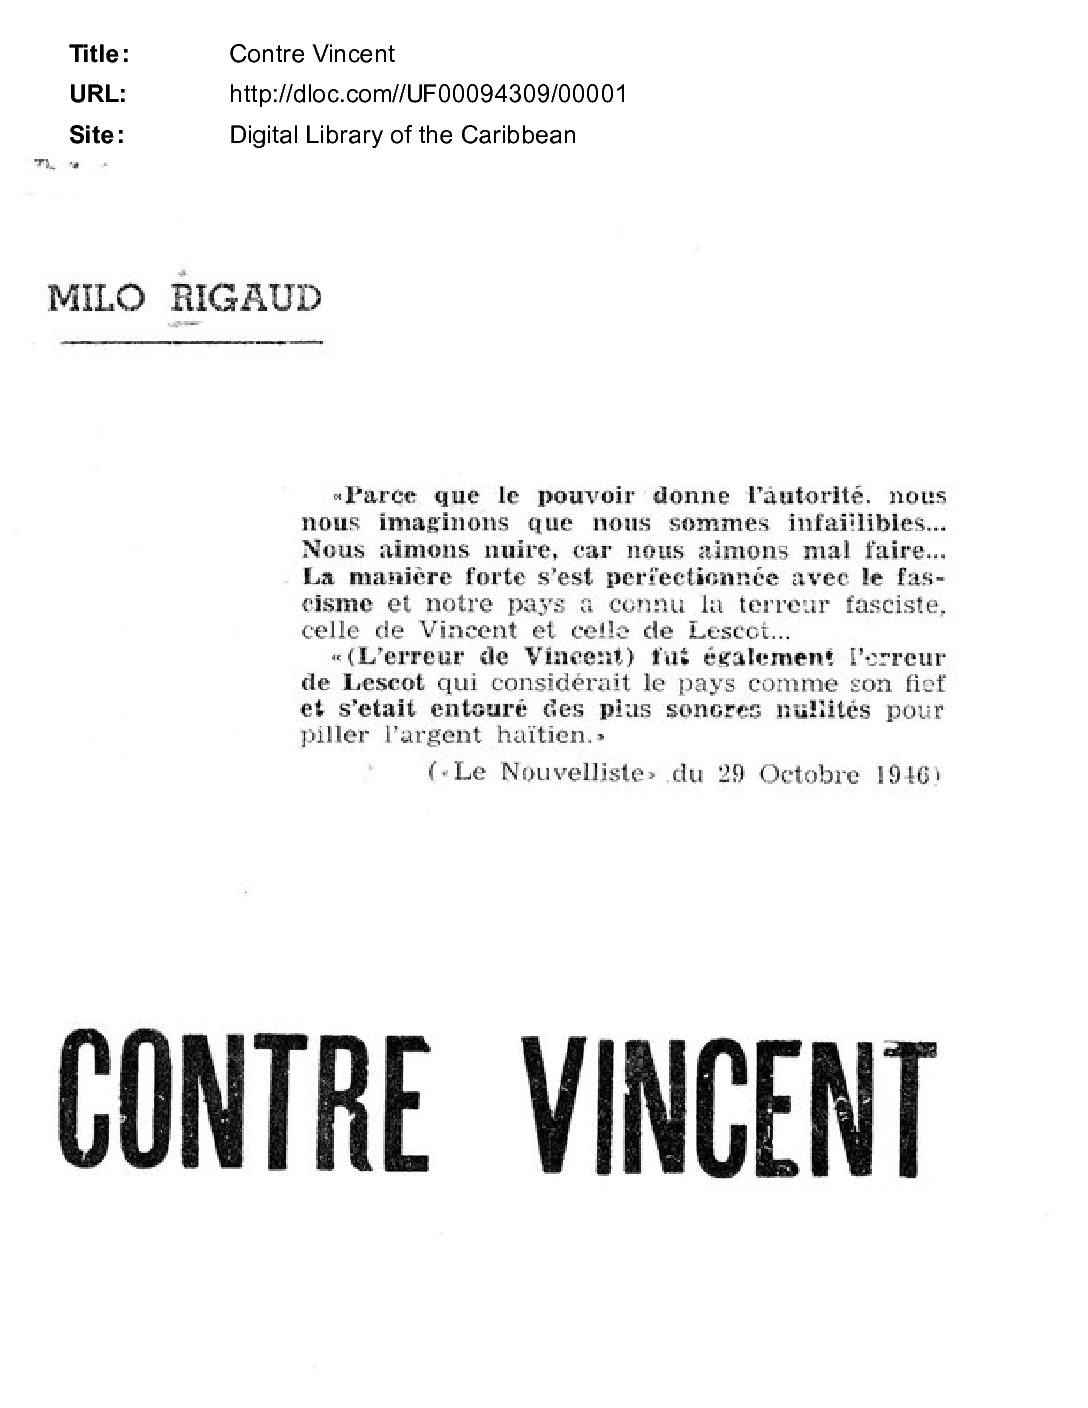 Title: Contre Vincent
URL: http://dloc.com//UF00094309/00001
Site: Digital Library of the Caribbean
MILO RIGAUD
«Parce que le pouvoir donne l'autorité, nous
nous imaginons que nous sommes infaillibles...
Nous aimons nuire, car nous aimons mal faire...
La manière forte s'est perfectionnée avec le fas-
cisme et notre pays a connu la terreur fasciste,
celle de Vincent et celle de Lescot...
«(L'erreur de Vincent) fut également l'erreur
de Lescot qui considérait le pays comme son fief
et s'etait entouré des plus sonores nullités pour
piller l'argent haïtien.»
(«Le Nouvelliste» du 29 Octobre 1946)
CONTRE VINCENT